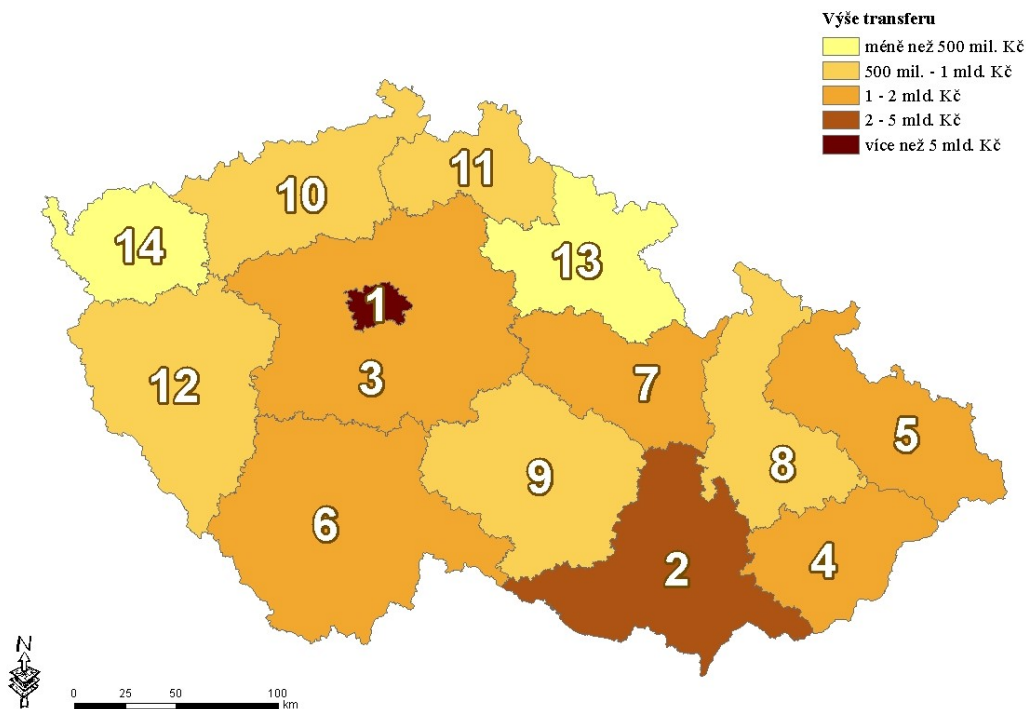 Výše transferu
méně než 500 mil. Kč
500 mil. - 1 mld. Kč
1 - 2 mld. Kč
2 - 5 mld. Kč
více než 5 mld. Kč
11
10
14
13
1
3
12
7
5
8
9
6
4
2
N
0 25 50 100
km